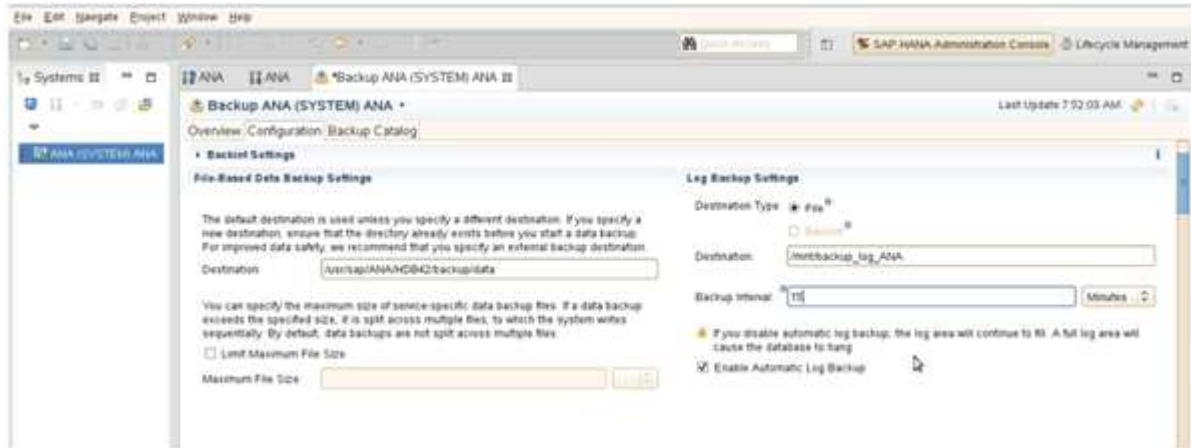 File Edit Navigate Project Window Help
Quick Access
SAP HANA Administration Console
Lifecycle Management
Systems
ANA
ANA
*Backup ANA (SYSTEM) ANA
ANA (SYSTEM) ANA
Backup ANA (SYSTEM) ANA
Last Update 7:52:03 AM
Overview Configuration Backup Catalog
Backint Settings
File-Based Data Backup Settings
The default destination is used unless you specify a different destination. If you specify a
new destination, ensure that the directory already exists before you start a data backup.
For improved data safety, we recommend that you specify an external backup destination.
Destination /usr/sap/ANA/HDB42/backup/data
You can specify the maximum size of service-specific data backup files. If a data backup
exceeds the specified size, it is split across multiple files, to which the system writes
sequentially. By default, data backups are not split across multiple files.
Limit Maximum File Size
Maximum File Size
Log Backup Settings
Destination Type File
Backint
Destination /mnt/backup_log_ANA
Backup Interval 15 Minutes
If you disable automatic log backup, the log area will continue to fill. A full log area will
cause the database to hang
Enable Automatic Log Backup